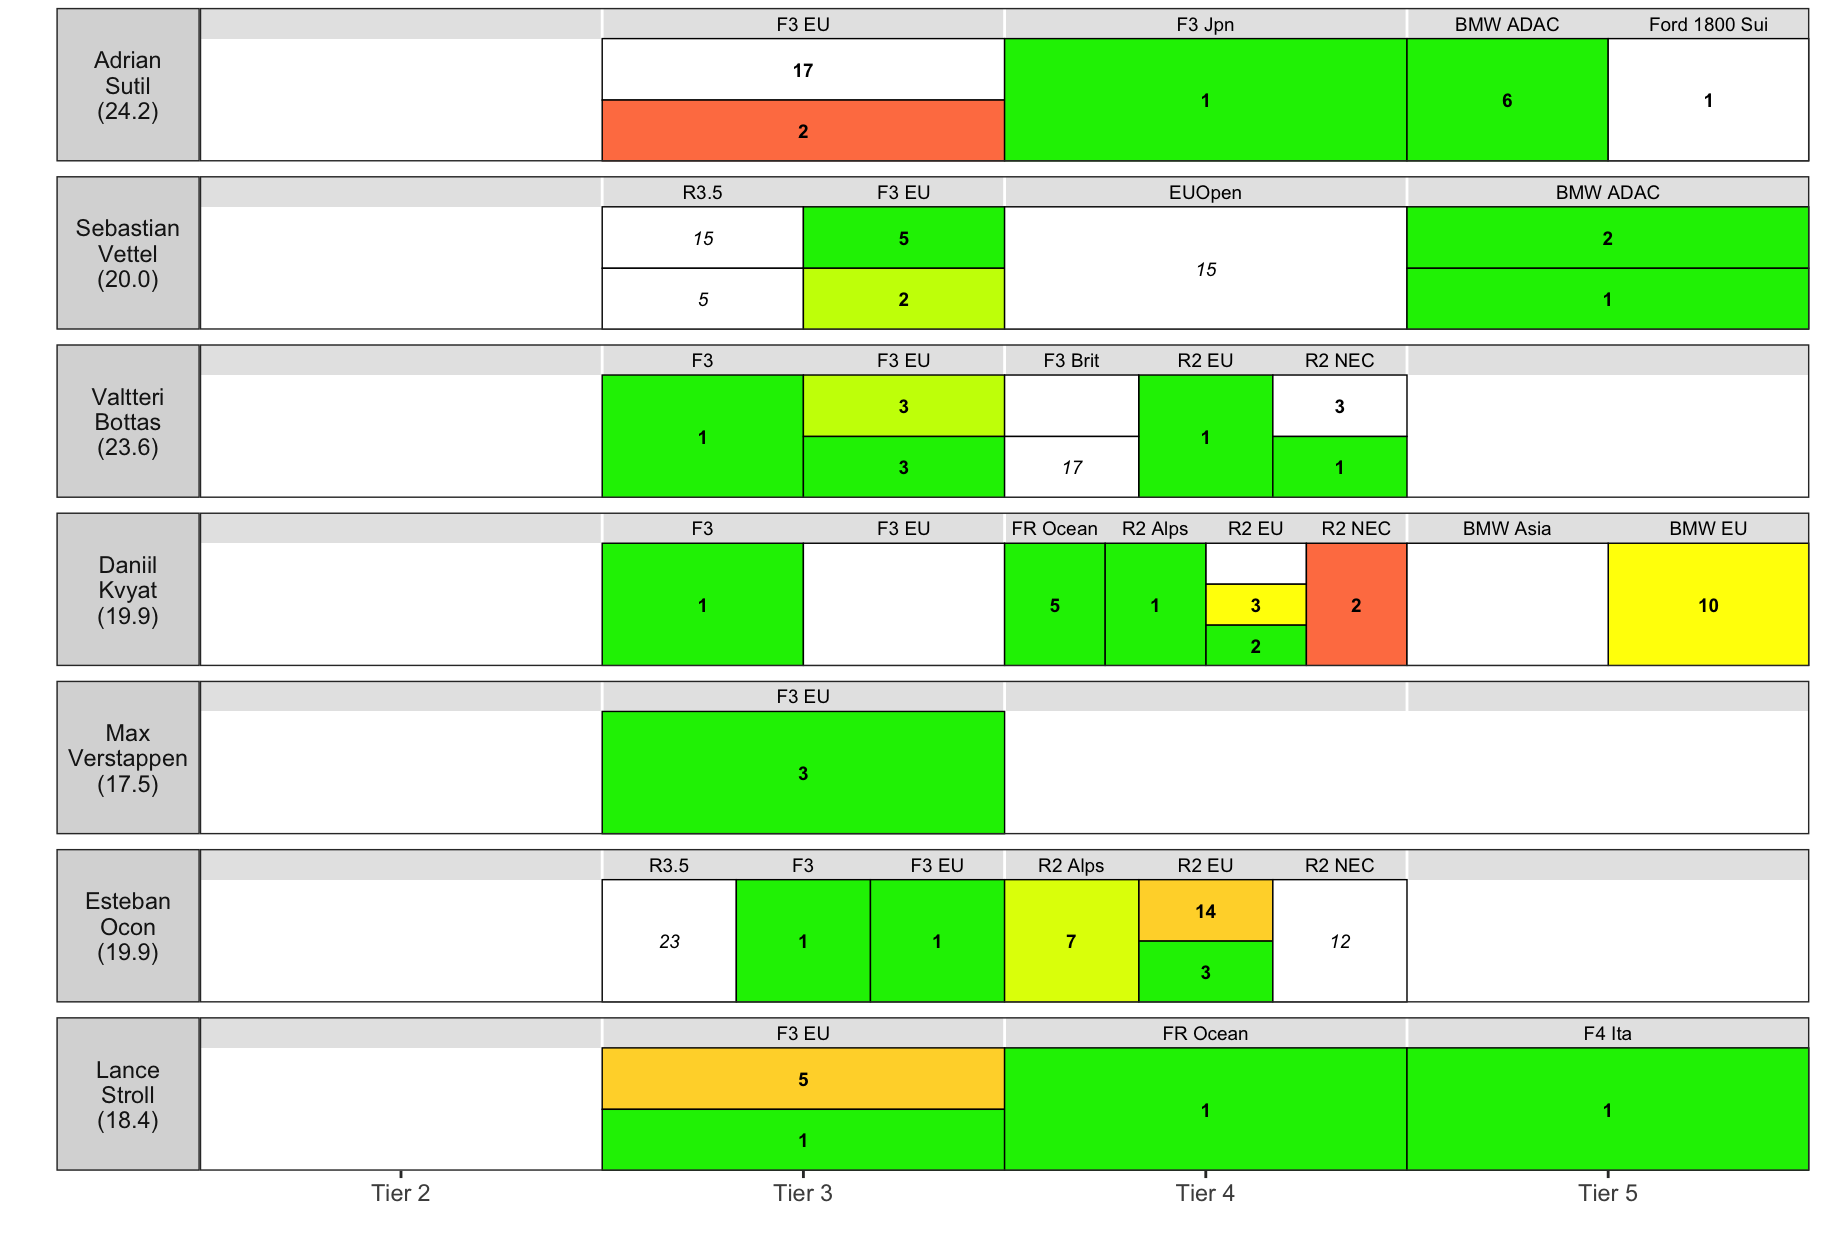 F3 EU F3 Jpn BMW ADAC Ford 1800 Sui
Adrian
Sutil
(24.2)
17
2
1
6
1
R3.5 F3 EU EUOpen BMW ADAC
Sebastian
Vettel
(20.0)
15
5
5
2
15
2
1
F3 F3 EU F3 Brit R2 EU R2 NEC
Valtteri
Bottas
(23.6)
1
3
3
17
1
3
1
F3 F3 EU FR Ocean R2 Alps R2 EU R2 NEC BMW Asia BMW EU
Daniil
Kvyat
(19.9)
1
5
1
3
2
2
10
F3 EU
Max
Verstappen
(17.5)
3
R3.5 F3 F3 EU R2 Alps R2 EU R2 NEC
Esteban
Ocon
(19.9)
23
1
1
7
14
3
12
F3 EU FR Ocean F4 Ita
Lance
Stroll
(18.4)
5
1
1
1
Tier 2 Tier 3 Tier 4 Tier 5